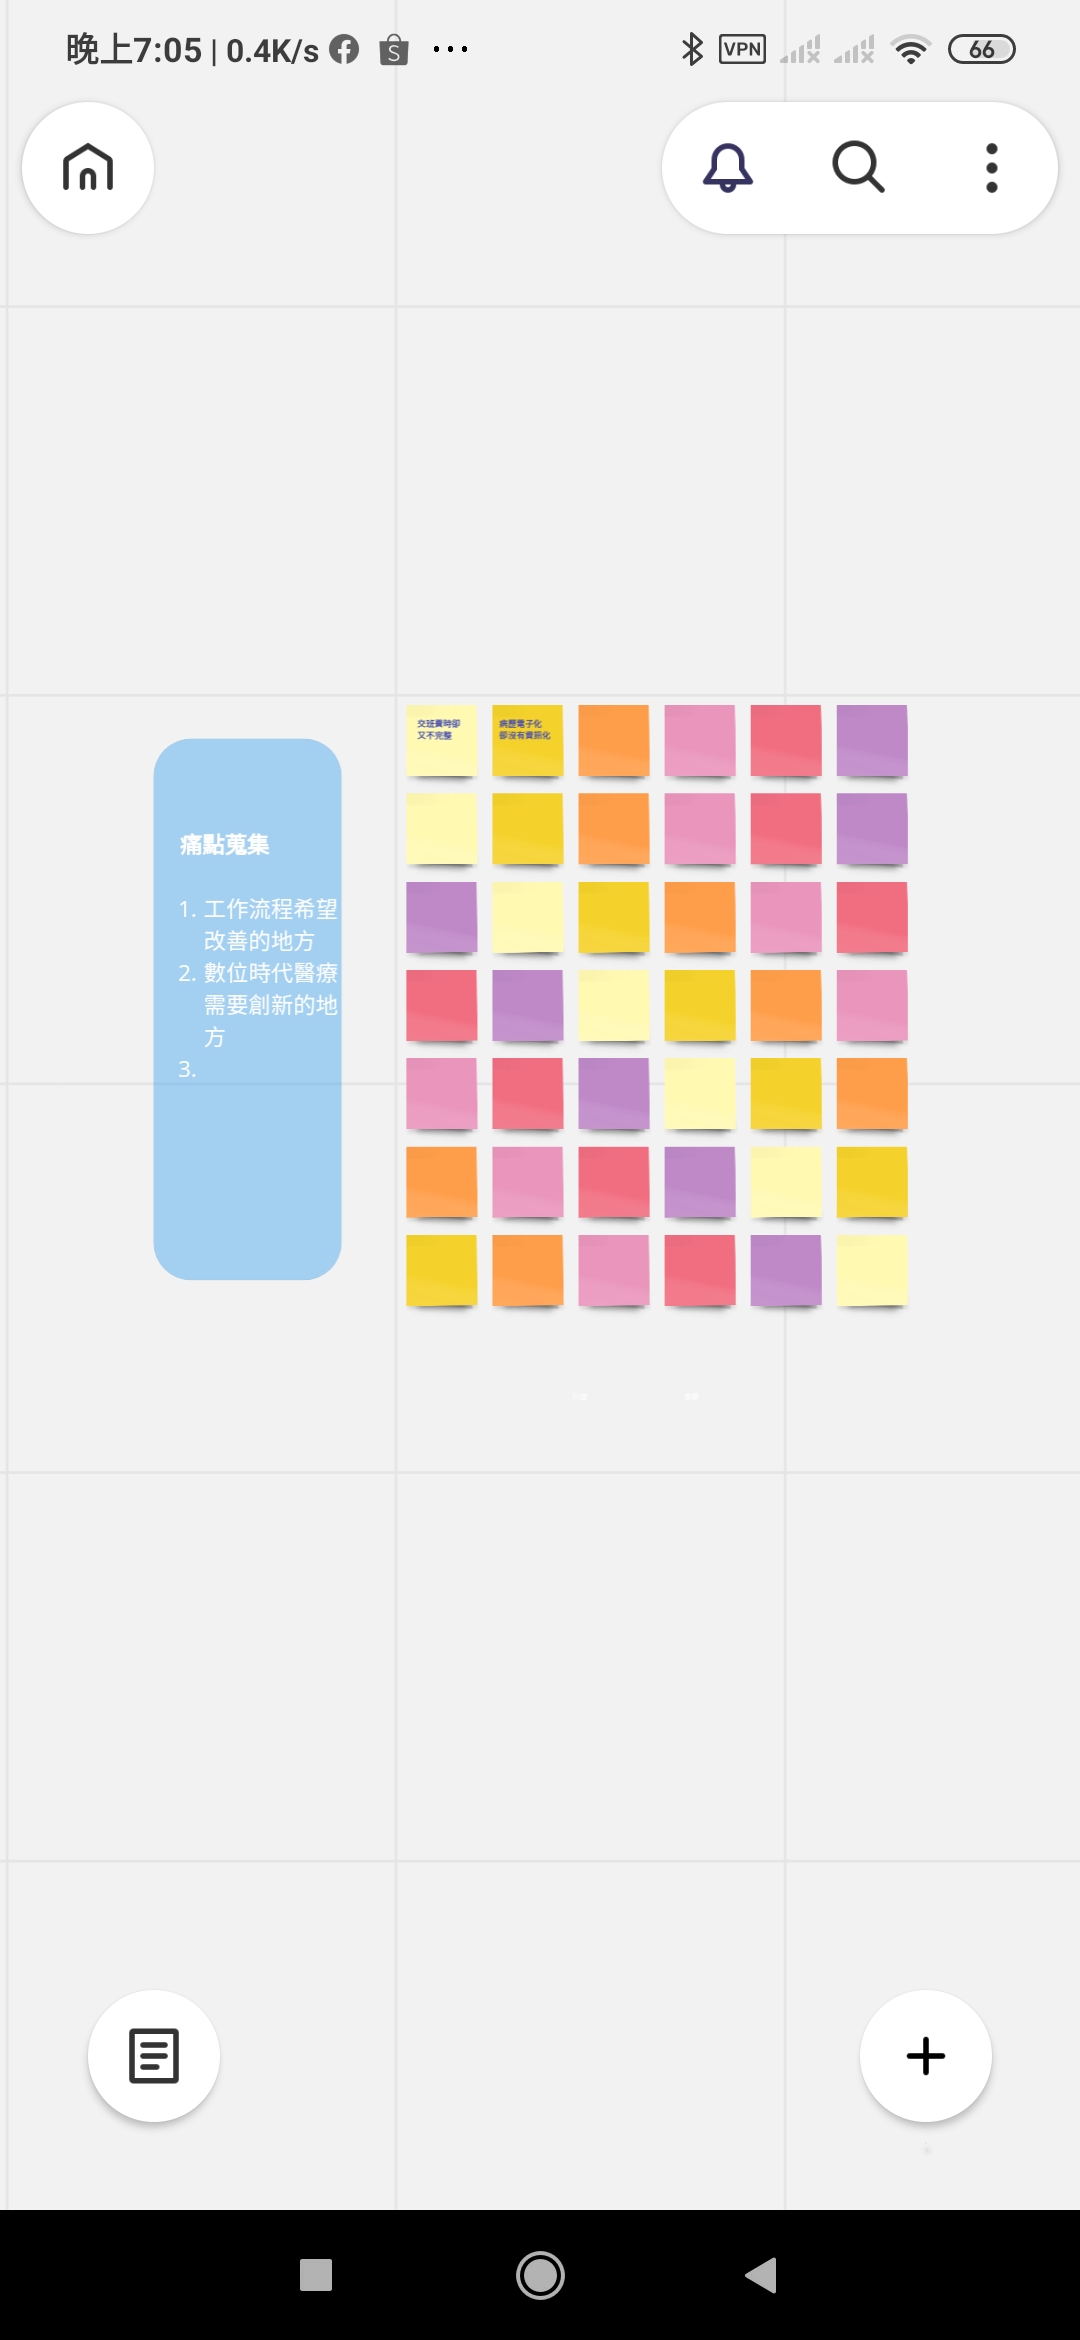 晚上7:05 | 0.4K/s
VPN
66
交班費時卻
又不完整
病歷電子化
卻沒有資訊化
痛點蒐集
1. 工作流程希望
改善的地方
2. 數位時代醫療
需要創新的地
方
3.